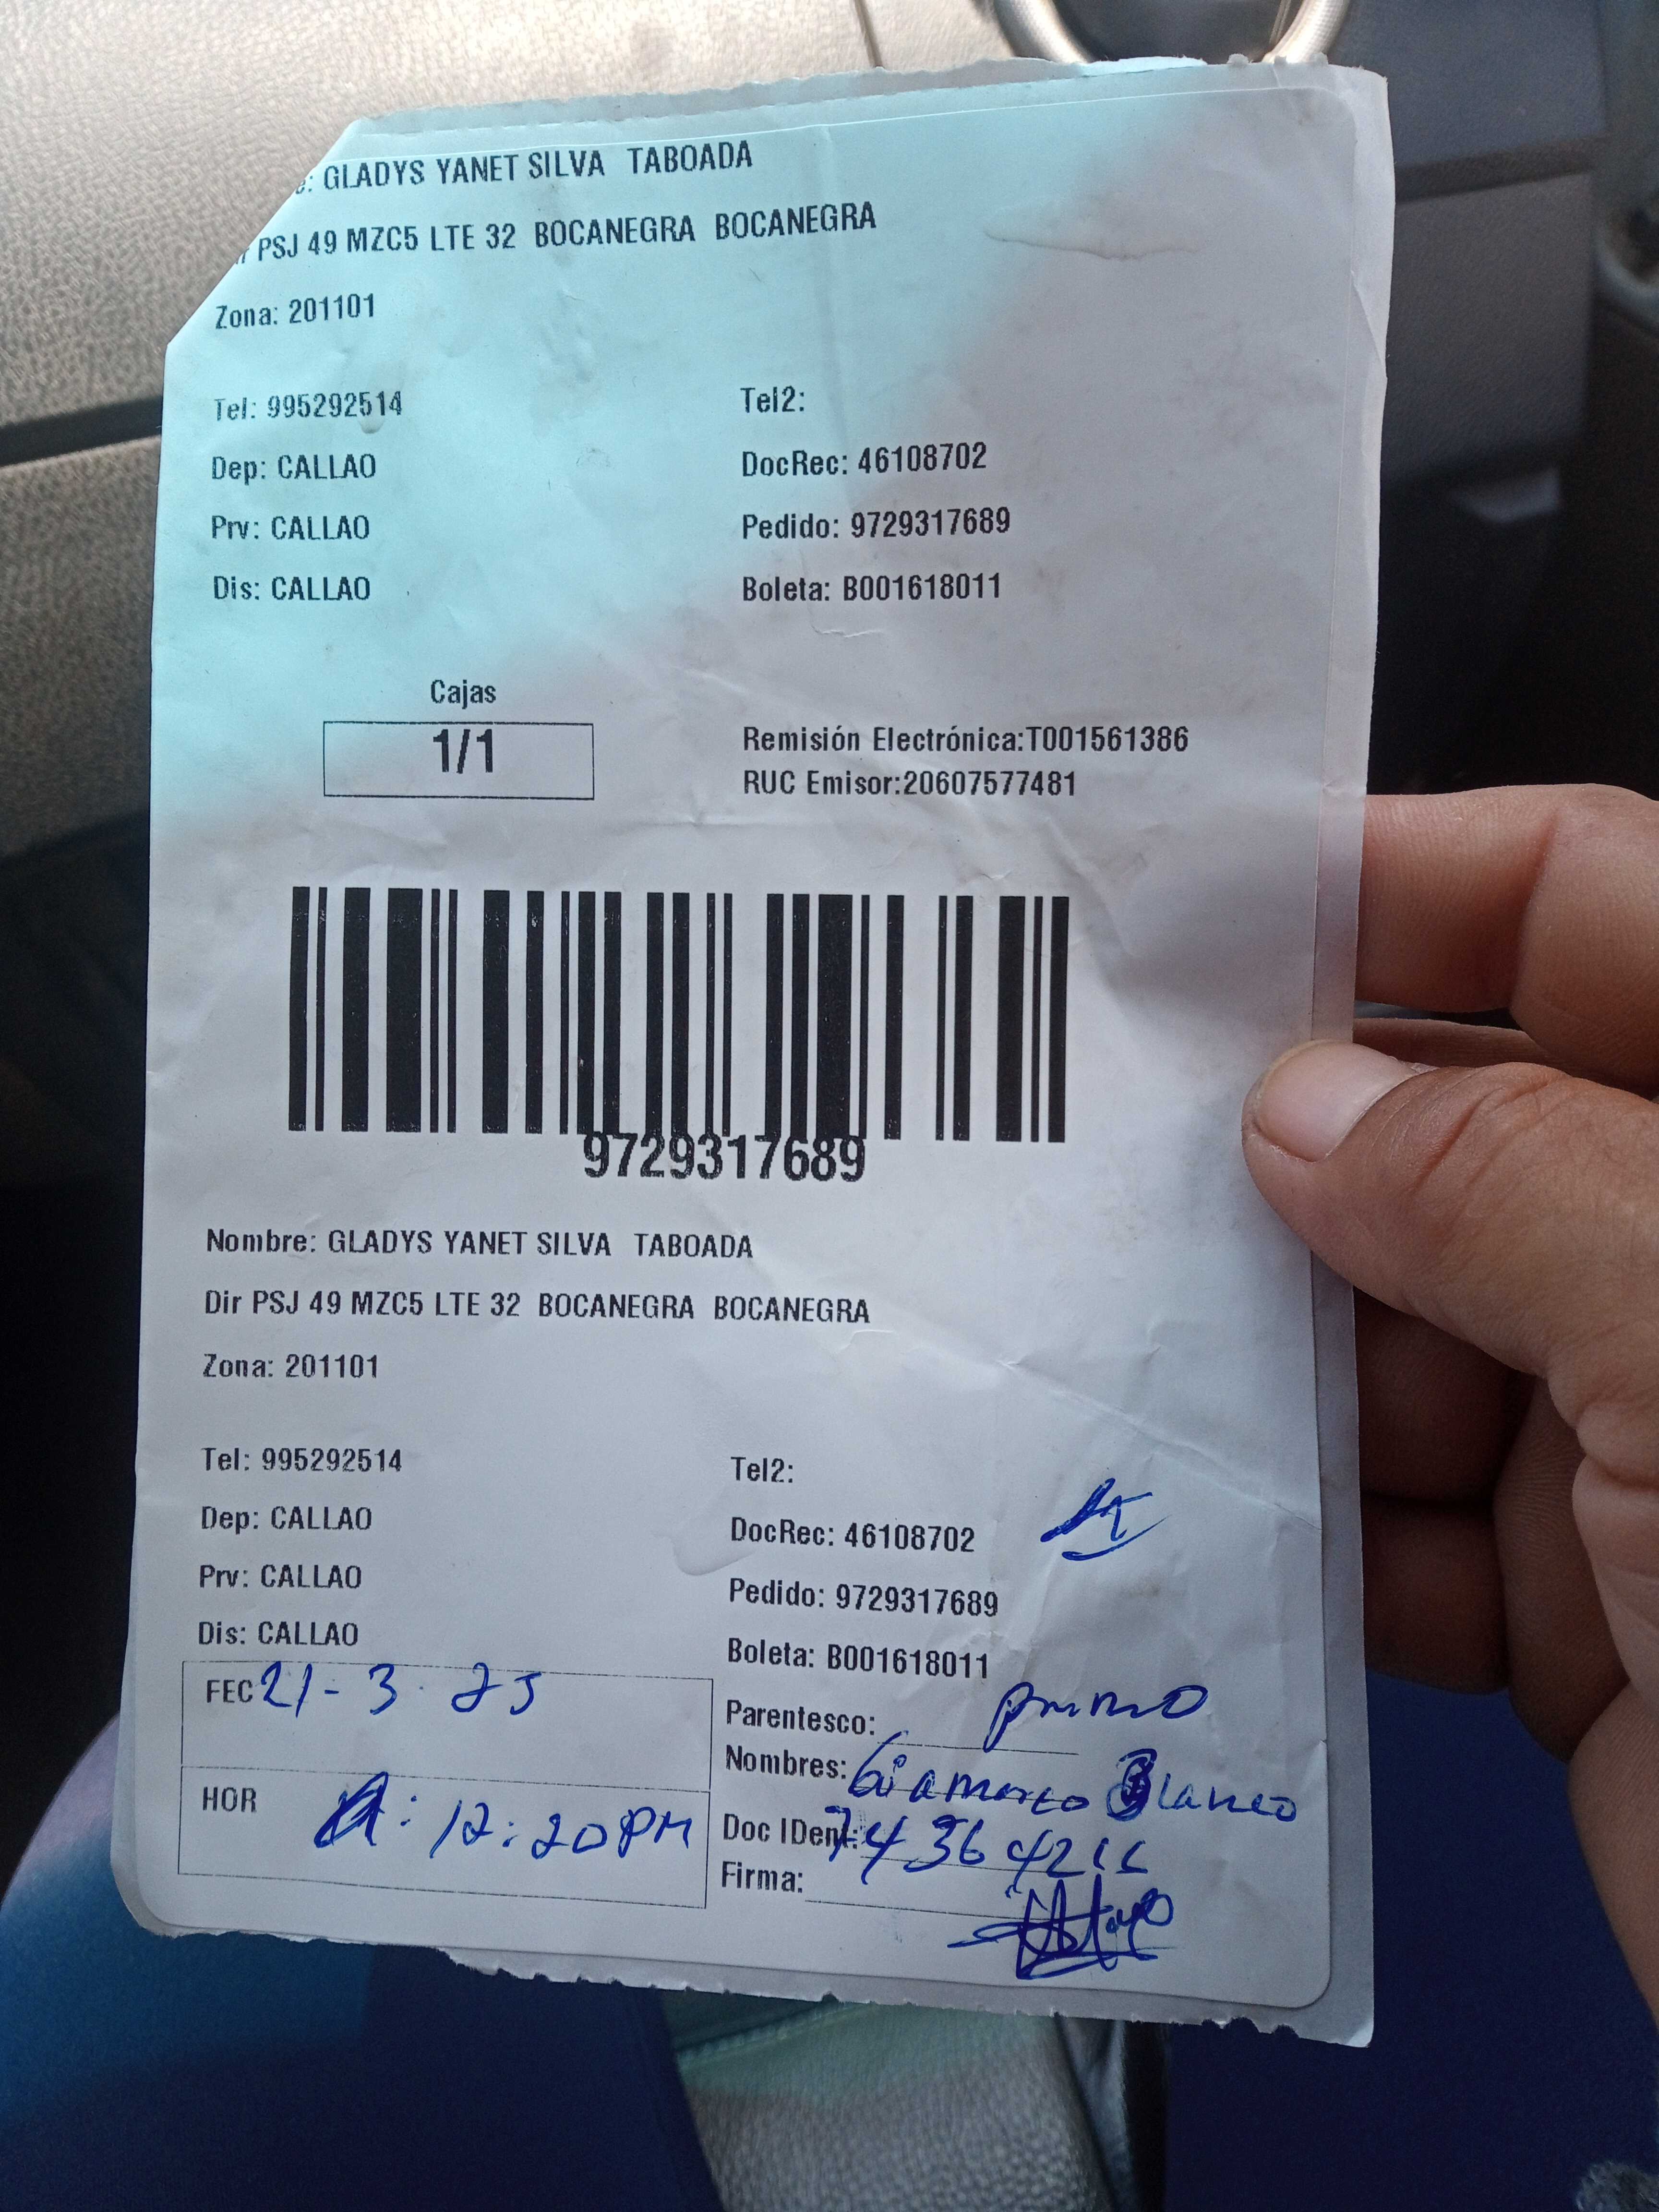 : GLADYS YANET SILVA TABOADA
PSJ 49 MZC5 LTE 32 BOCANEGRA BOCANEGRA
Zona: 201101
Tel: 995292514 Tel2:
Dep: CALLAO DocRec: 46108702
Prv: CALLAO Pedido: 9729317689
Dis: CALLAO Boleta: B001618011
Cajas
1/1
Remisión Electrónica:T001561386
RUC Emisor:20607577481
9729317689
Nombre: GLADYS YANET SILVA TABOADA
Dir PSJ 49 MZC5 LTE 32 BOCANEGRA BOCANEGRA
Zona: 201101
Tel: 995292514 Tel2:
Dep: CALLAO DocRec: 46108702
Prv: CALLAO Pedido: 9729317689
Dis: CALLAO Boleta: B001618011
FEC 21-3-25
Parentesco: primo
Nombres: Giamarco Blanco
HOR 12:20PM
Doc IDent:
Firma: